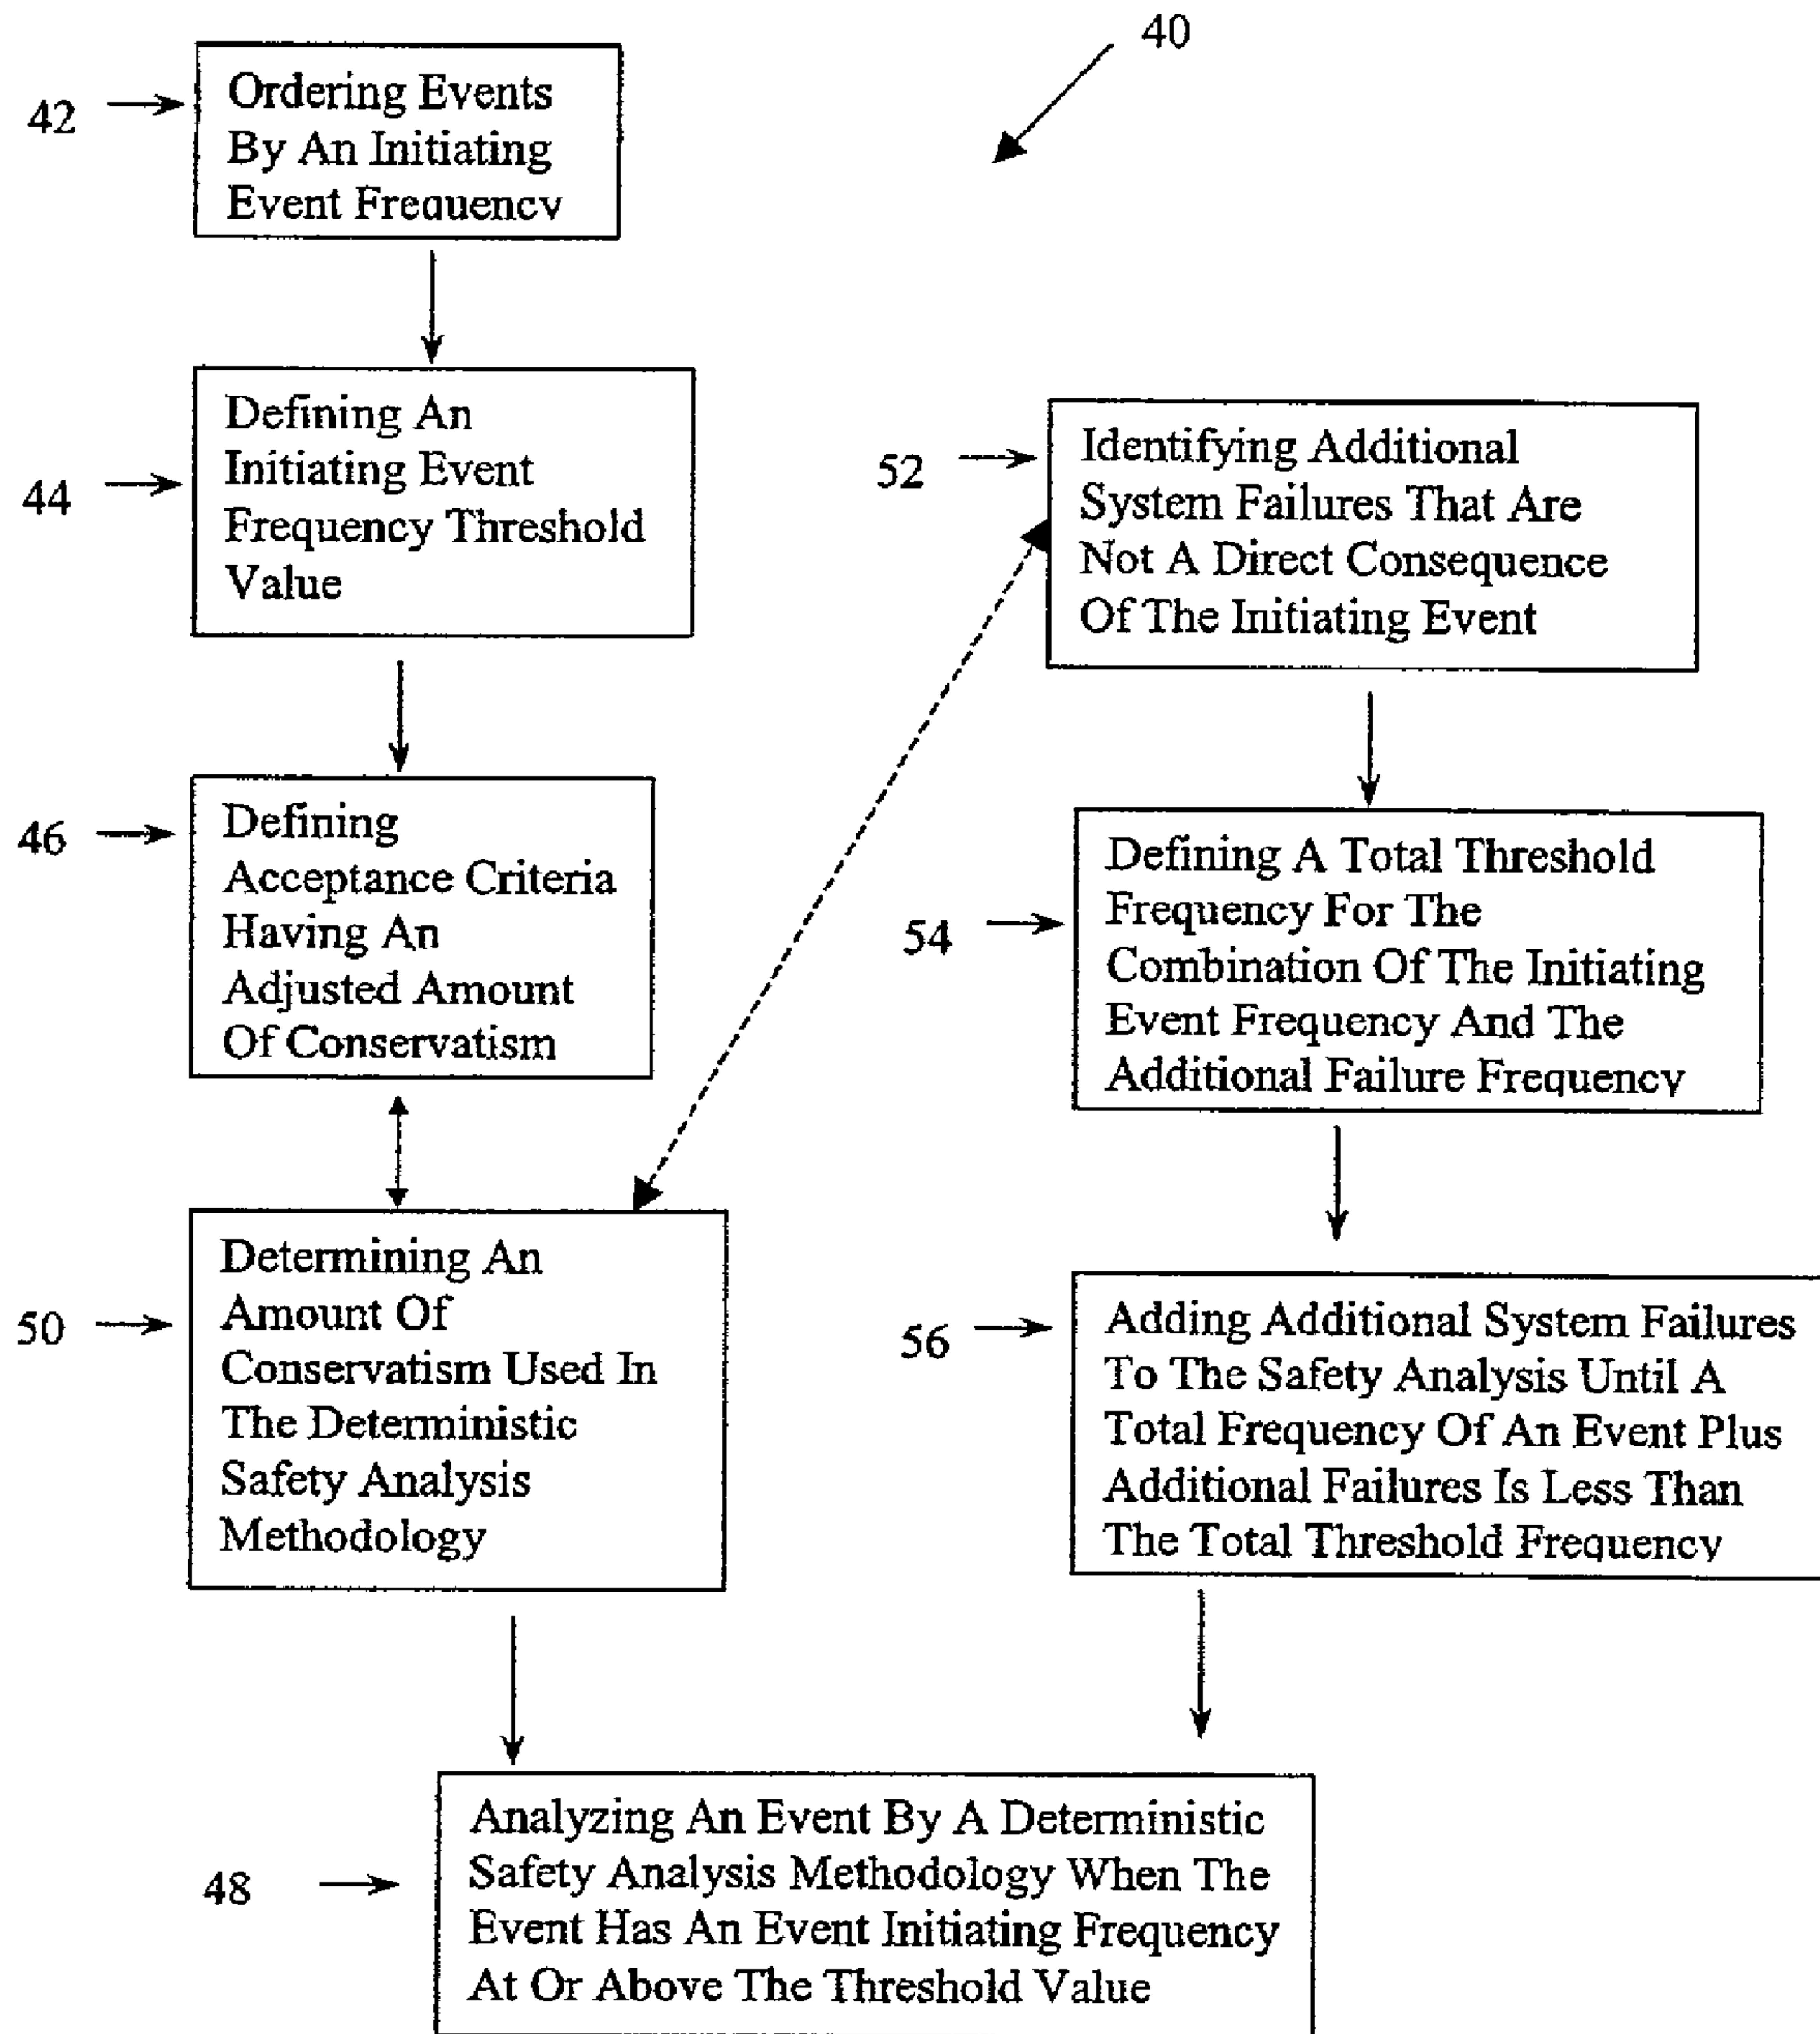 40
42
Ordering Events
By An Initiating
Event Frequency
44
Defining An
Initiating Event
Frequency Threshold
Value
46
Defining
Acceptance Criteria
Having An
Adjusted Amount
Of Conservatism
50
Determining An
Amount Of
Conservatism Used In
The Deterministic
Safety Analysis
Methodology
52
Identifying Additional
System Failures That Are
Not A Direct Consequence
Of The Initiating Event
54
Defining A Total Threshold
Frequency For The
Combination Of The Initiating
Event Frequency And The
Additional Failure Frequency
56
Adding Additional System Failures
To The Safety Analysis Until A
Total Frequency Of An Event Plus
Additional Failures Is Less Than
The Total Threshold Frequency
48
Analyzing An Event By A Deterministic
Safety Analysis Methodology When The
Event Has An Event Initiating Frequency
At Or Above The Threshold Value